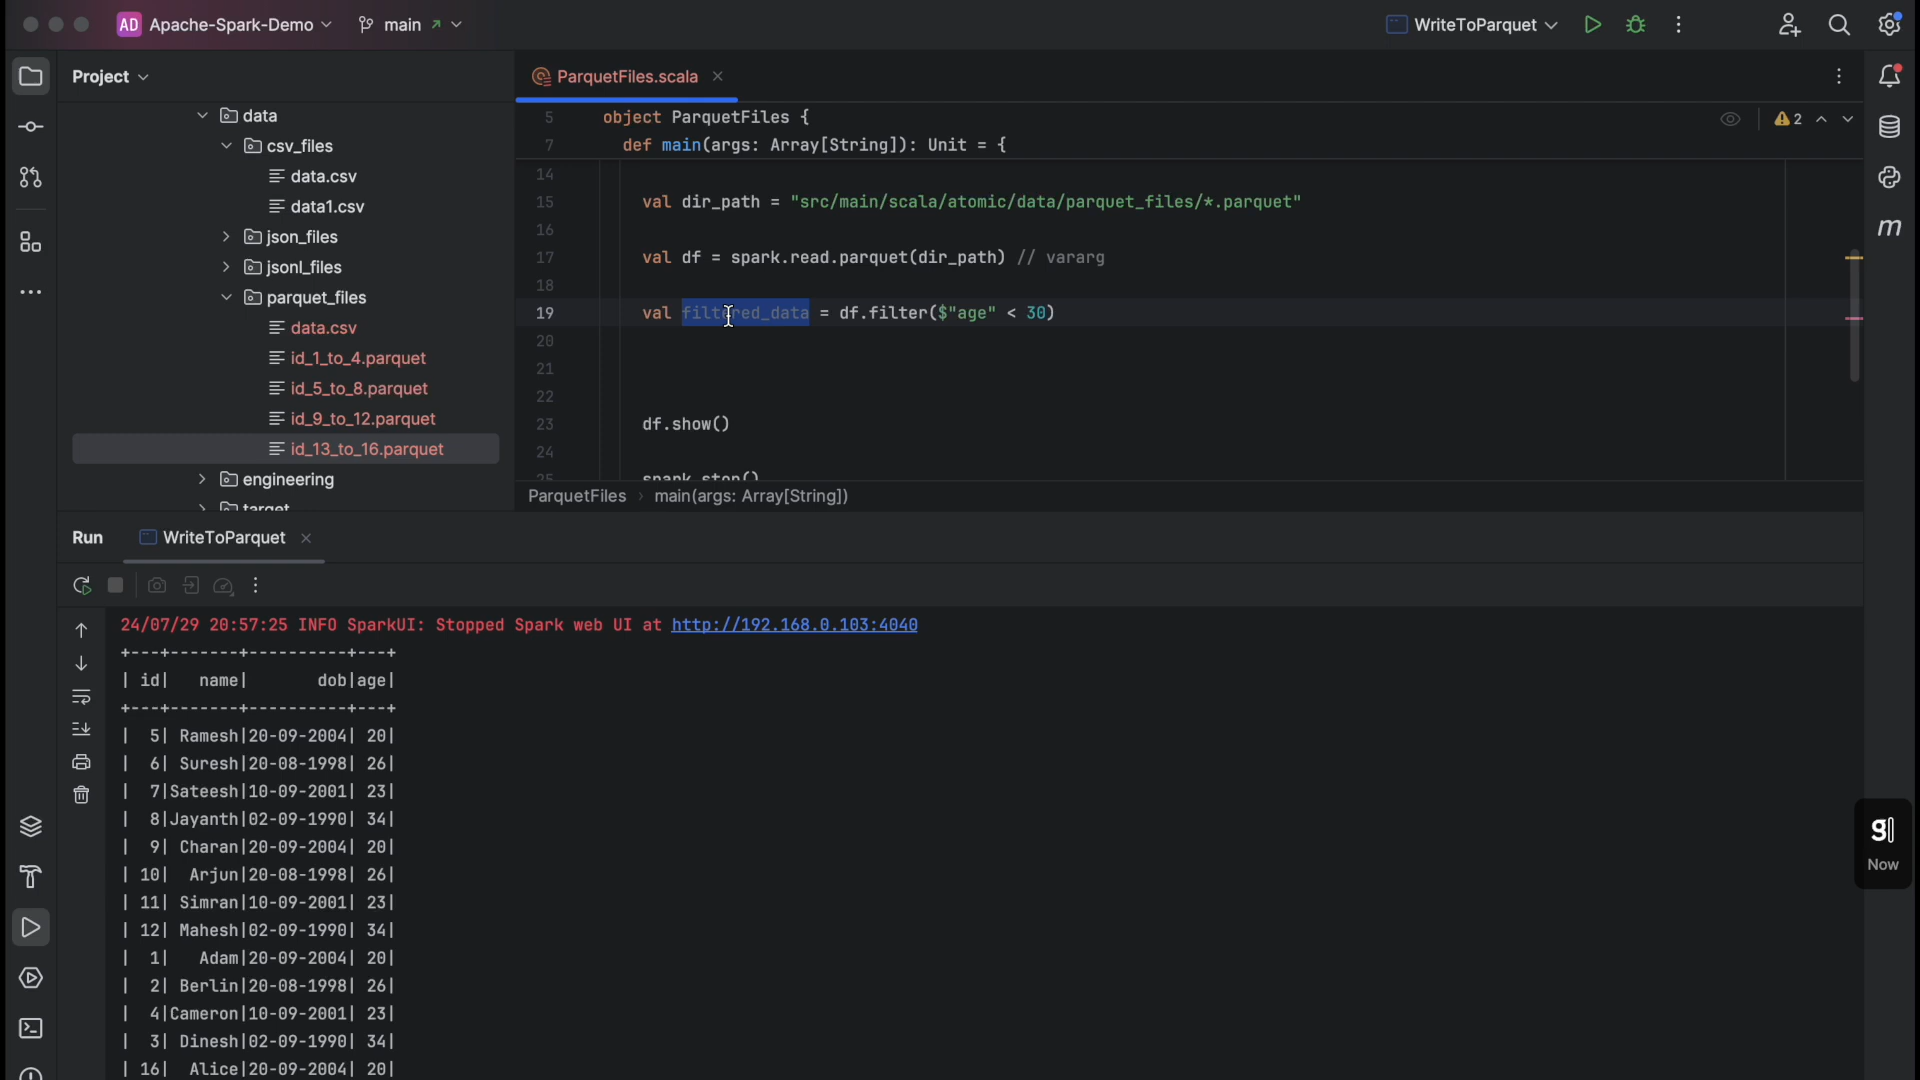 AD Apache-Spark-Demo main WriteToParquet
Project
data
csv_files
data.csv
data1.csv
json_files
jsonl_files
parquet_files
data.csv
id_1_to_4.parquet
id_5_to_8.parquet
id_9_to_12.parquet
id_13_to_16.parquet
engineering
target
ParquetFiles.scala
5 object ParquetFiles {
2
7 def main(args: Array[String]): Unit = {
14
15 val dir_path = "src/main/scala/atomic/data/parquet_files/*.parquet"
16
17 val df = spark.read.parquet(dir_path) // vararg
18
19 val filtered_data = df.filter($"age" < 30)
20
21
22
23 df.show()
24
25 spark.stop()
ParquetFiles › main(args: Array[String])
Run WriteToParquet
24/07/29 20:57:25 INFO SparkUI: Stopped Spark web UI at http://192.168.0.103:4040
+---+-------+----------+---+
| id|   name|       dob|age|
+---+-------+----------+---+
|  5| Ramesh|20-09-2004| 20|
|  6| Suresh|20-08-1998| 26|
|  7|Sateesh|10-09-2001| 23|
|  8|Jayanth|02-09-1990| 34|
|  9| Charan|20-09-2004| 20|
| 10|  Arjun|20-08-1998| 26|
| 11| Simran|10-09-2001| 23|
| 12| Mahesh|02-09-1990| 34|
|  1|   Adam|20-09-2004| 20|
|  2| Berlin|20-08-1998| 26|
|  4|Cameron|10-09-2001| 23|
|  3| Dinesh|02-09-1990| 34|
| 16|  Alice|20-09-2004| 20|
m
g
Now